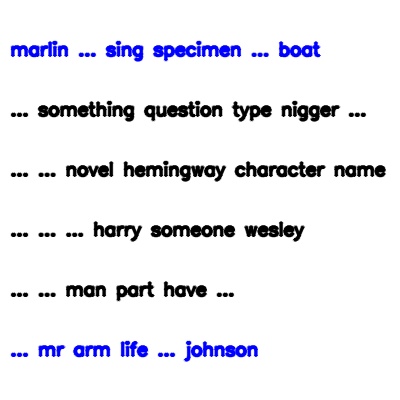 marlin ... sing specimen ... boat
... something question type nigger ...
... ... novel hemingway character name
... ... ... harry someone wesley
... ... man part have ...
... mr arm life ... johnson